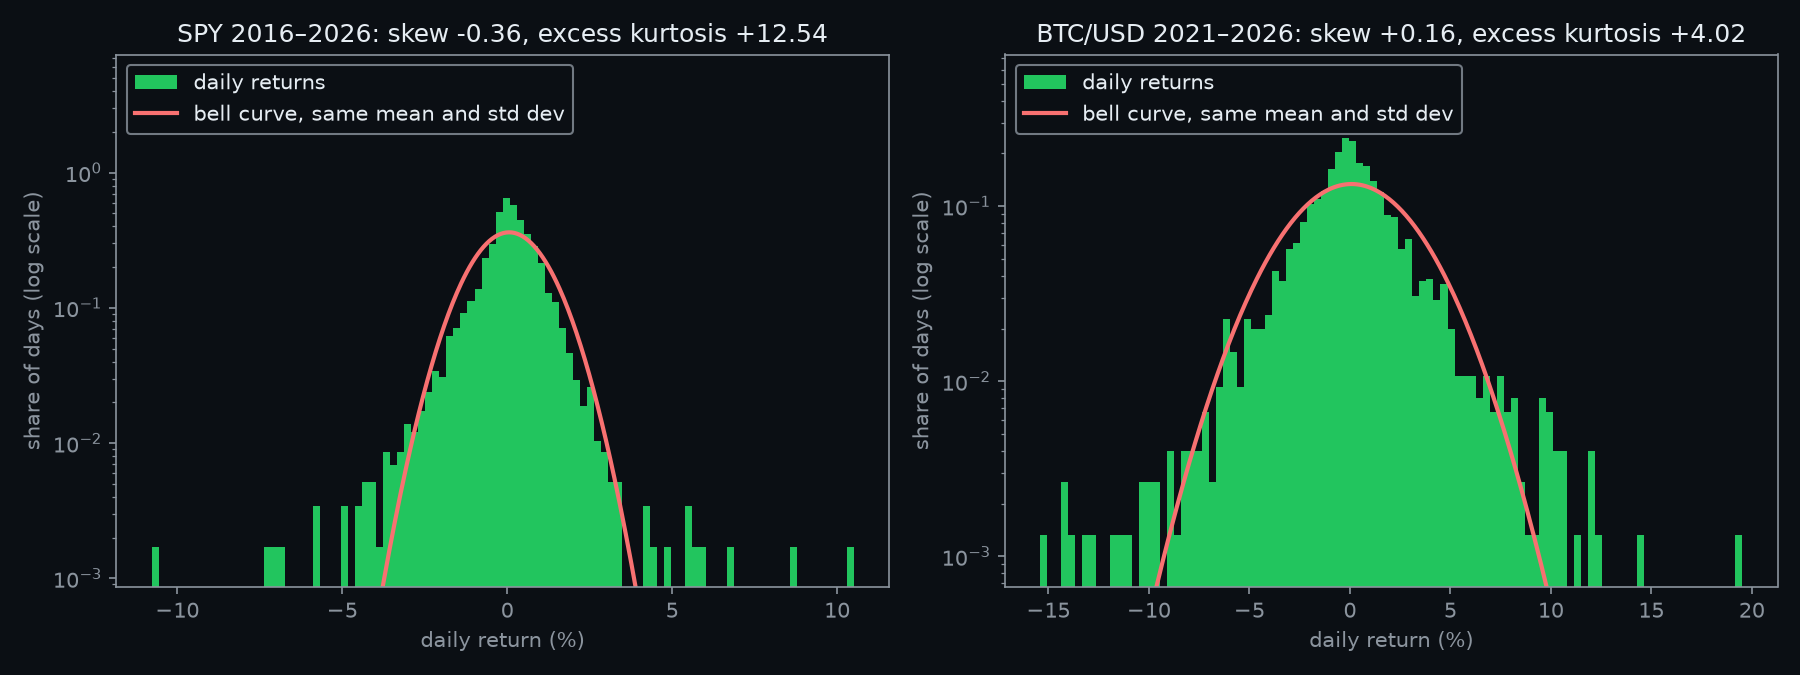 SPY 2016–2026: skew -0.36, excess kurtosis +12.54
daily returns
bell curve, same mean and std dev
share of days (log scale)
10⁰
10⁻¹
10⁻²
10⁻³
−10 −5 0 5 10
daily return (%)
BTC/USD 2021–2026: skew +0.16, excess kurtosis +4.02
daily returns
bell curve, same mean and std dev
share of days (log scale)
10⁻¹
10⁻²
10⁻³
−15 −10 −5 0 5 10 15 20
daily return (%)